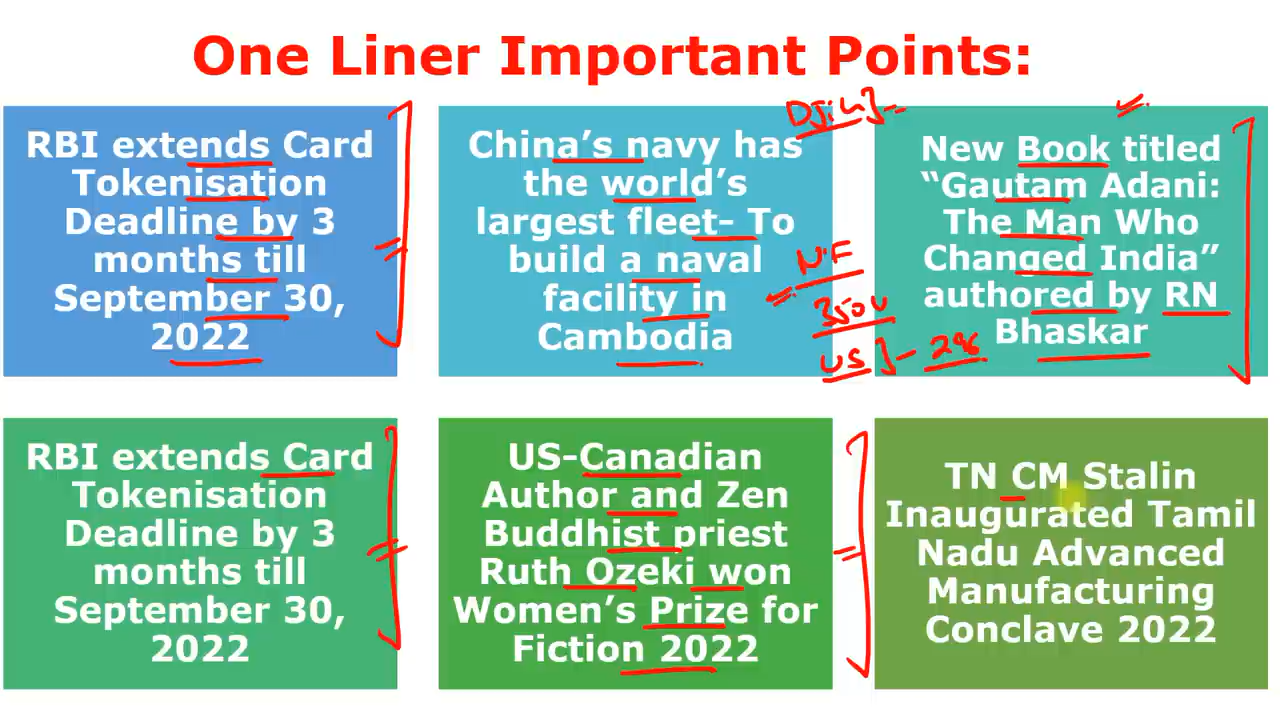 One Liner Important Points:
RBI extends Card
Tokenisation
Deadline by 3
months till
September 30,
2022
China's navy has
the world's
largest fleet- To
build a naval
facility in
Cambodia
N.F
US
New Book titled
“Gautam Adani:
The Man Who
Changed India”
authored by RN
Bhaskar
RBI extends Card
Tokenisation
Deadline by 3
months till
September 30,
2022
US-Canadian
Author and Zen
Buddhist priest
Ruth Ozeki won
Women's Prize for
Fiction 2022
TN CM Stalin
Inaugurated Tamil
Nadu Advanced
Manufacturing
Conclave 2022